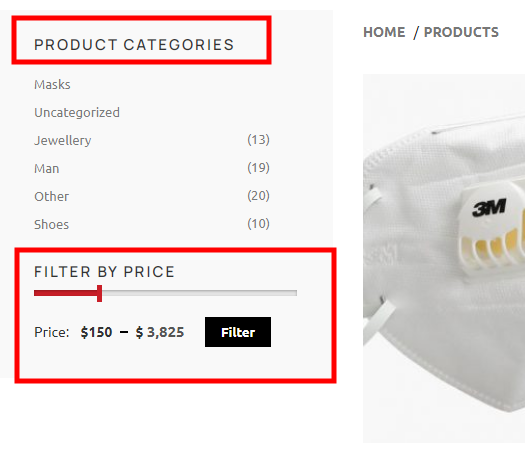 PRODUCT CATEGORIES
Masks
Uncategorized
Jewellery (13)
Man (19)
Other (20)
Shoes (10)
FILTER BY PRICE
Price: $150 – $ 3,825 Filter
HOME / PRODUCTS
3M